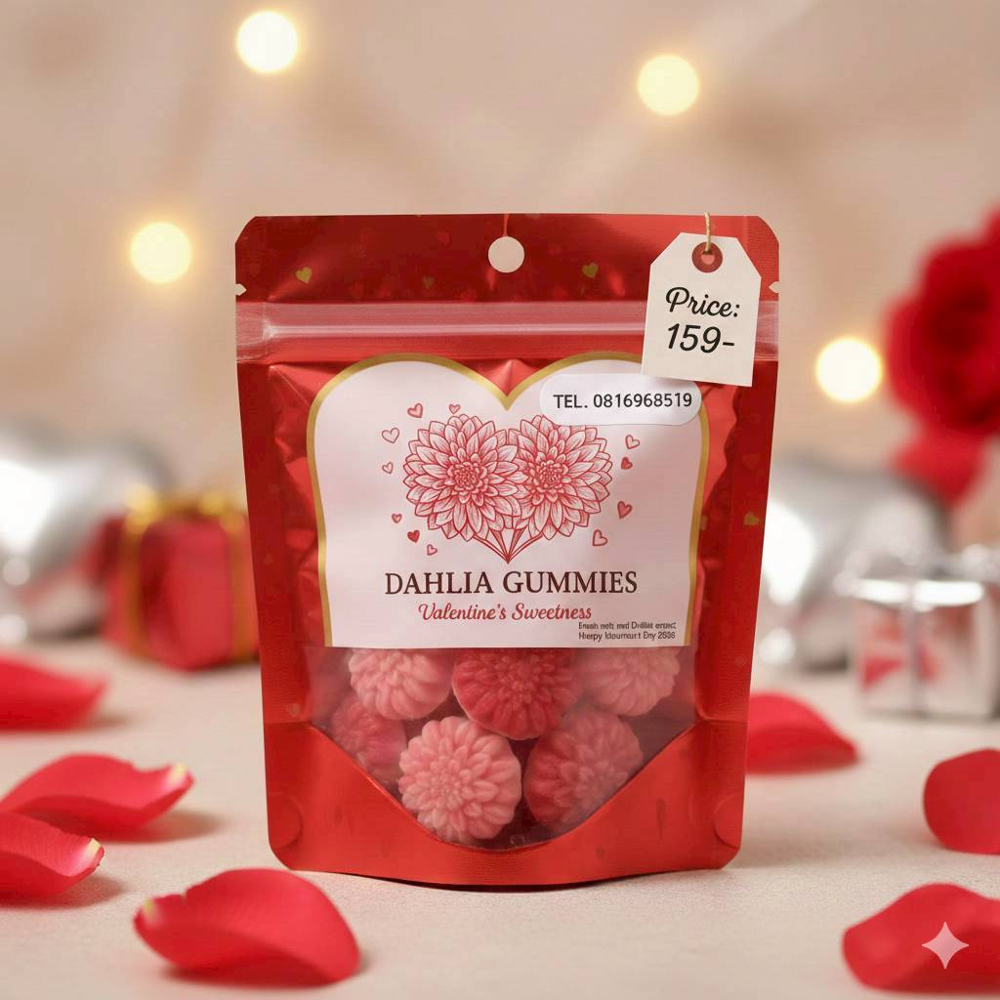 Price:
159-
TEL. 0816968519
DAHLIA GUMMIES
Valentine's Sweetness